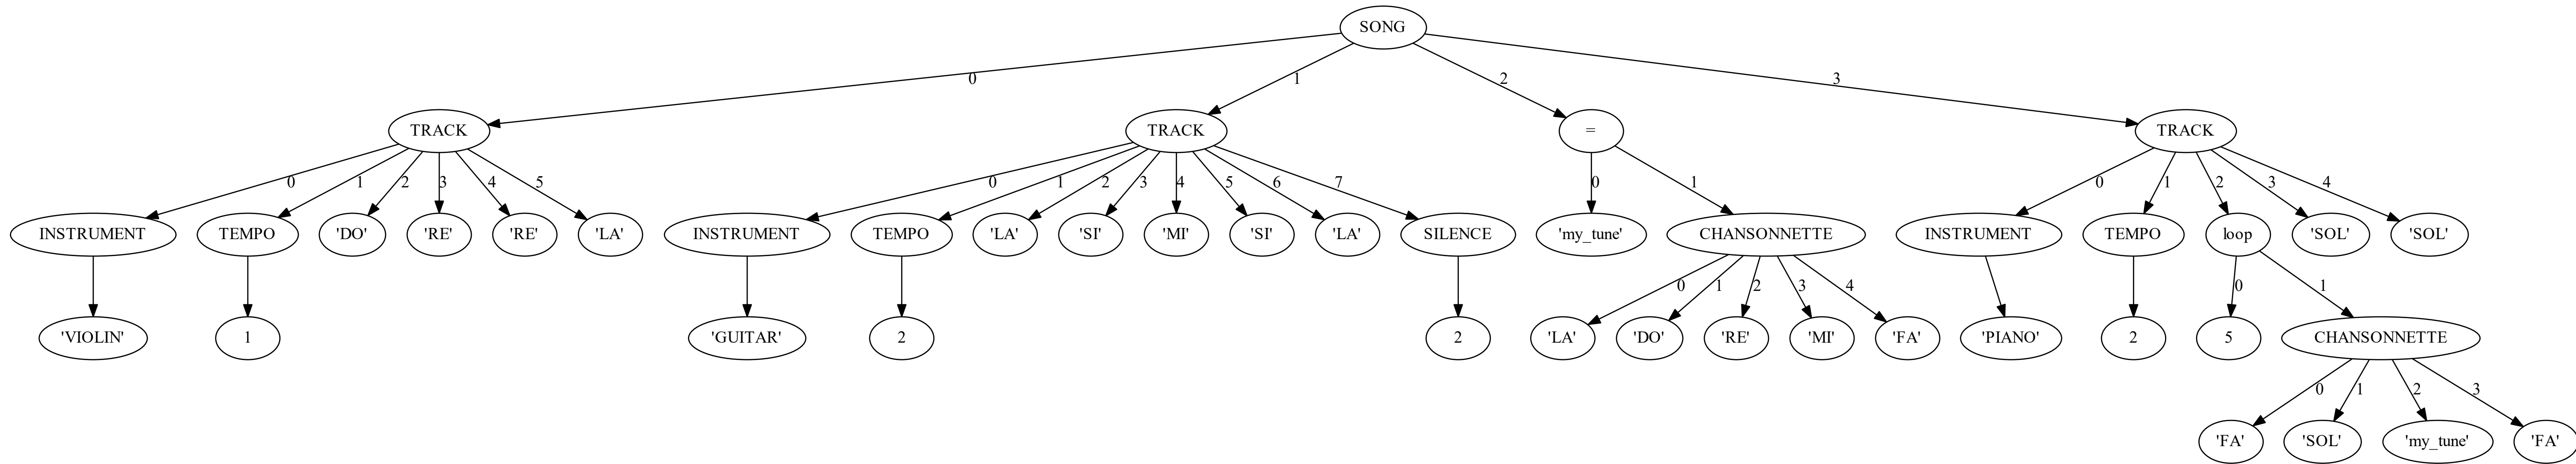 SONG
0 1 2 3
TRACK TRACK = TRACK
0 1 2 3 4 5 0 1 2 3 4 5 6 7 0 1 0 1 2 3 4
INSTRUMENT TEMPO 'DO' 'RE' 'RE' 'LA' INSTRUMENT TEMPO 'LA' 'SI' 'MI' 'SI' 'LA' SILENCE 'my_tune' CHANSONNETTE INSTRUMENT TEMPO loop 'SOL' 'SOL'
0 1 2 3 4 0 1
'VIOLIN' 1 'GUITAR' 2 2 'LA' 'DO' 'RE' 'MI' 'FA' 'PIANO' 2 5 CHANSONNETTE
0 1 2 3
'FA' 'SOL' 'my_tune' 'FA'